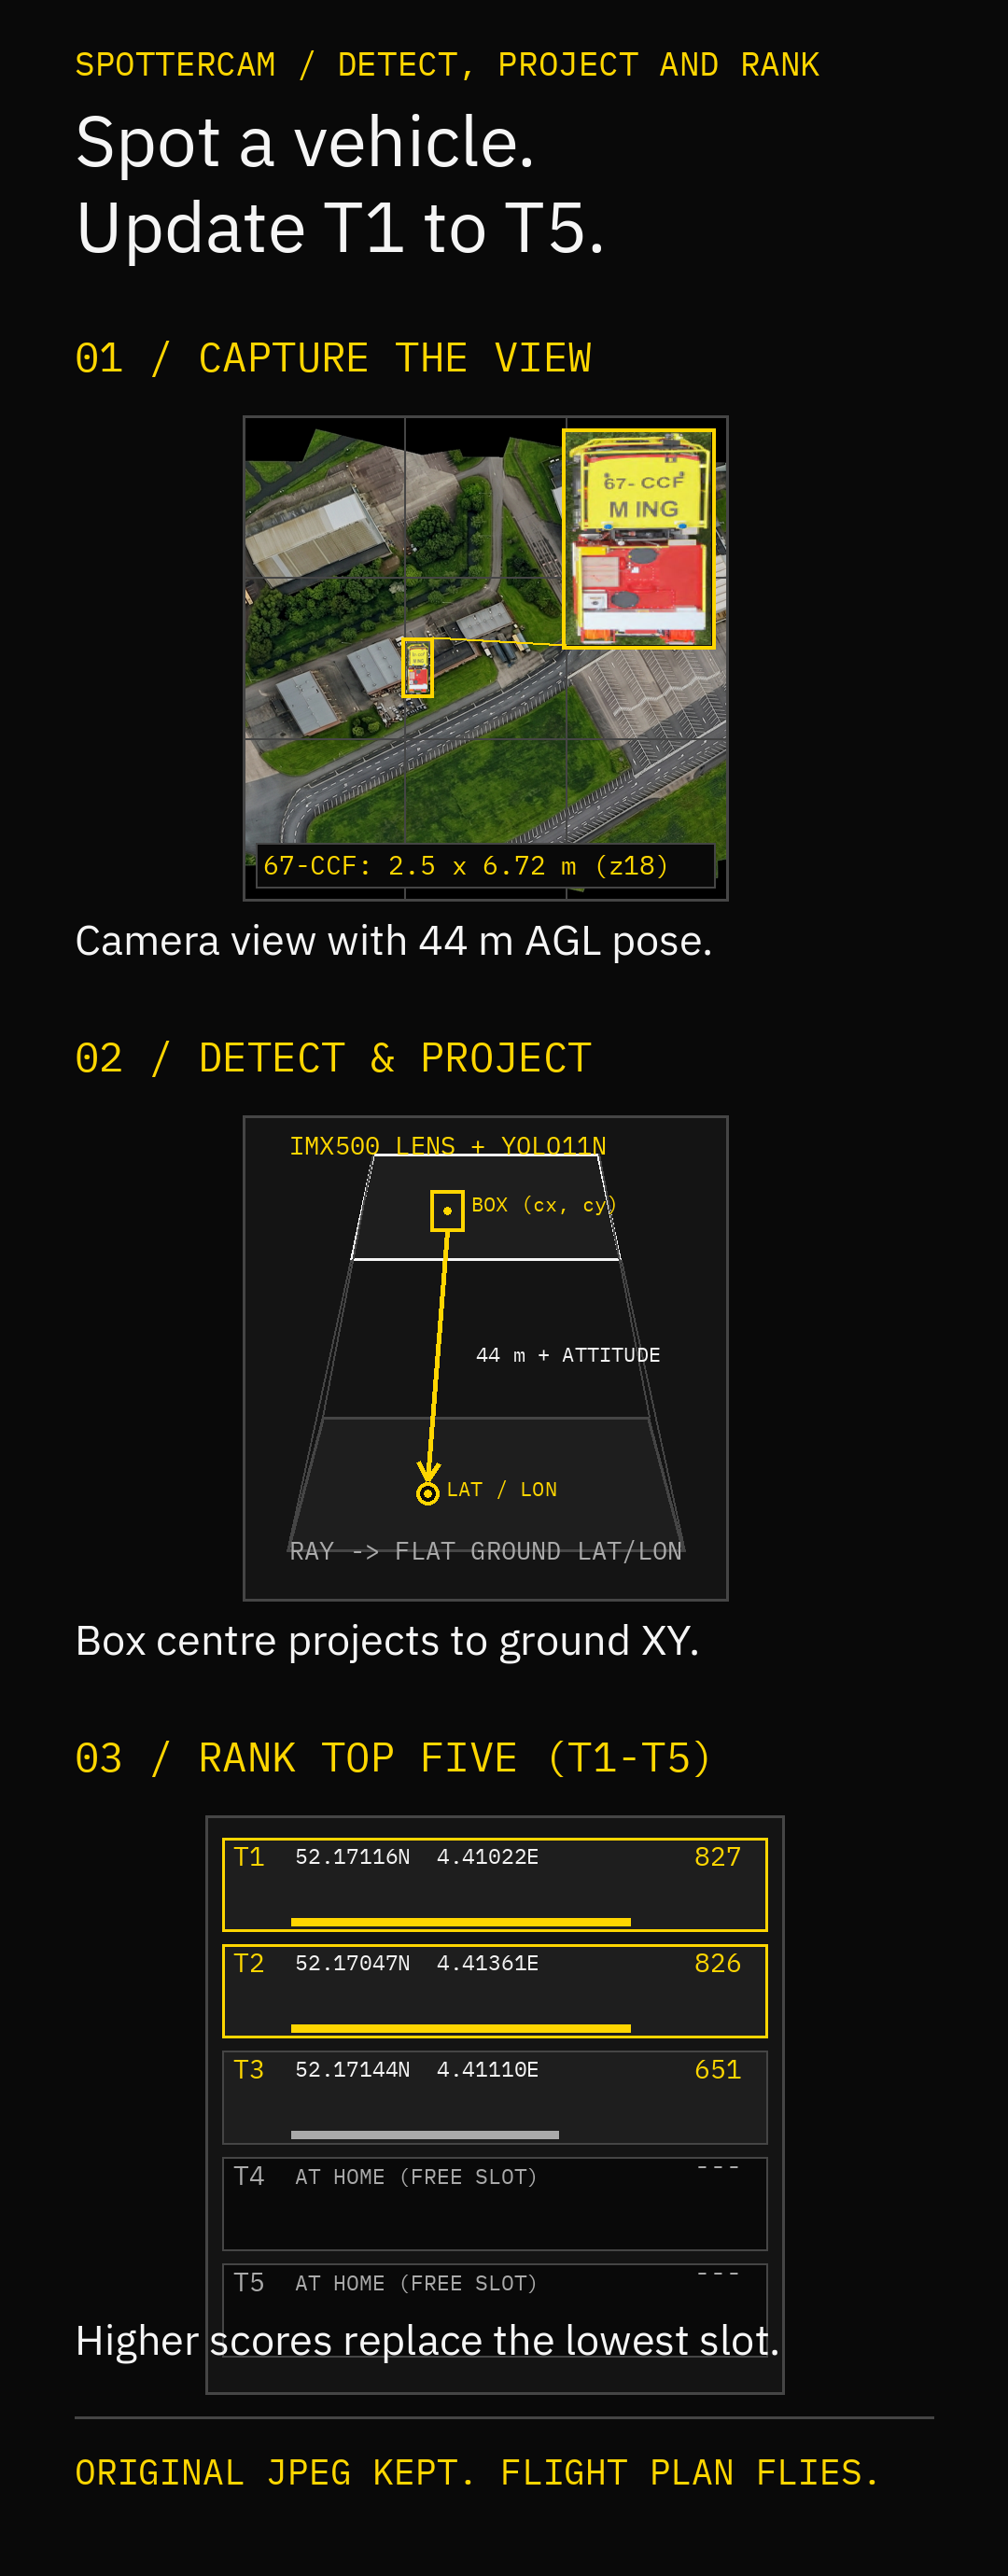 SPOTTERCAM / DETECT, PROJECT AND RANK
Spot a vehicle.
Update T1 to T5.
01 / CAPTURE THE VIEW
67- CCF
M ING
67-CCF: 2.5 x 6.72 m (z18)
Camera view with 44 m AGL pose.
02 / DETECT & PROJECT
IMX500 LENS + YOLO11N
BOX (cx, cy)
44 m + ATTITUDE
LAT / LON
RAY -> FLAT GROUND LAT/LON
Box centre projects to ground XY.
03 / RANK TOP FIVE (T1-T5)
T1 52.17116N 4.41022E 827
T2 52.17047N 4.41361E 826
T3 52.17144N 4.41110E 651
T4 AT HOME (FREE SLOT) ---
T5 AT HOME (FREE SLOT) ---
Higher scores replace the lowest slot.
ORIGINAL JPEG KEPT. FLIGHT PLAN FLIES.